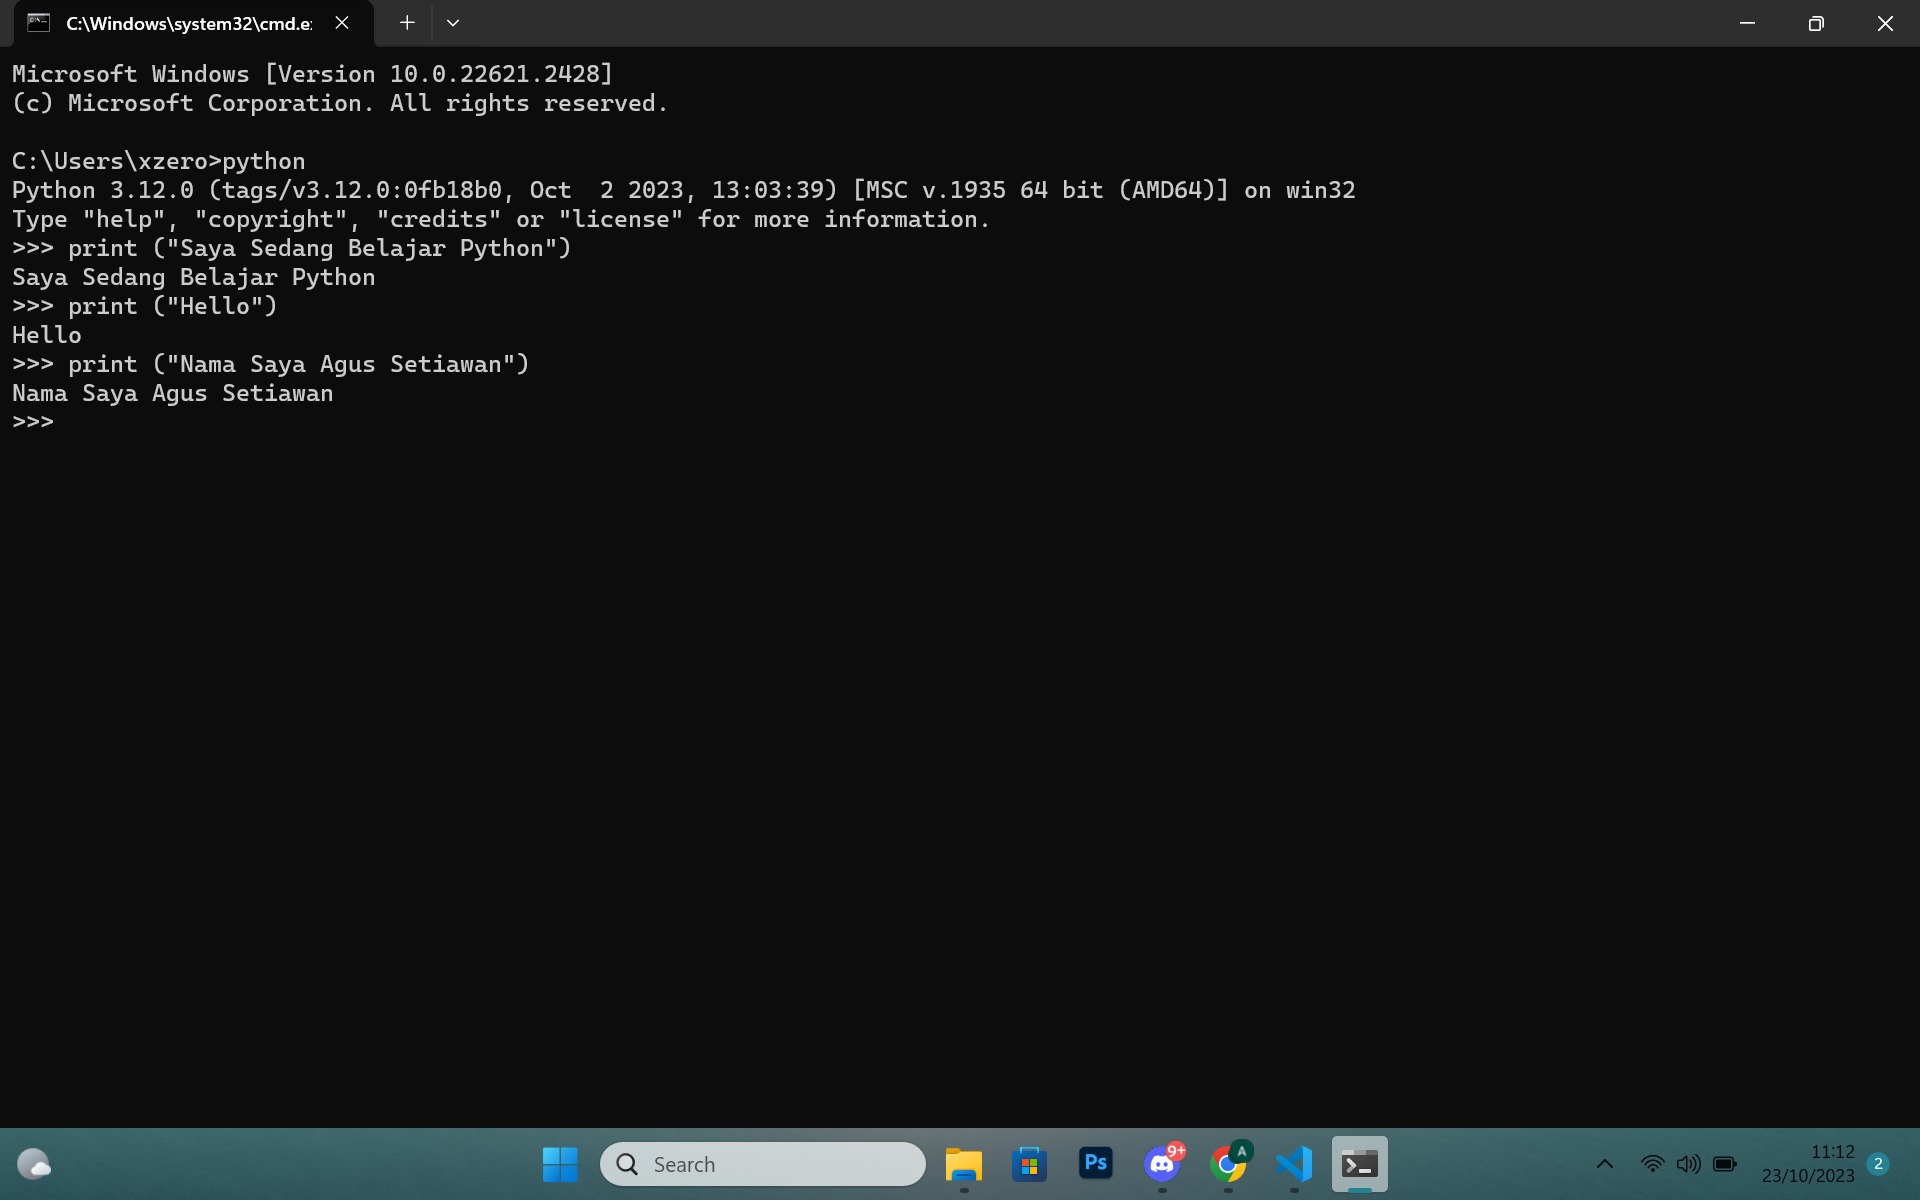 C:\Windows\system32\cmd.e
Microsoft Windows [Version 10.0.22621.2428]
(c) Microsoft Corporation. All rights reserved.
C:\Users\xzero>python
Python 3.12.0 (tags/v3.12.0:0fb18b0, Oct  2 2023, 13:03:39) [MSC v.1935 64 bit (AMD64)] on win32
Type "help", "copyright", "credits" or "license" for more information.
>>> print ("Saya Sedang Belajar Python")
Saya Sedang Belajar Python
>>> print ("Hello")
Hello
>>> print ("Nama Saya Agus Setiawan")
Nama Saya Agus Setiawan
>>>
Search
Ps
9+
A
11:12
23/10/2023
2